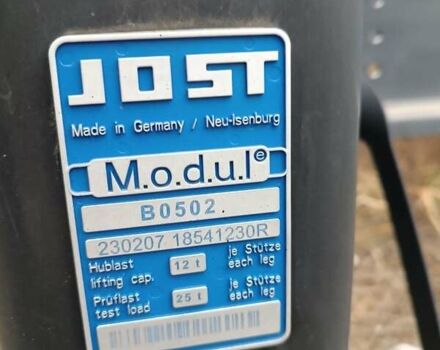 JOST
Made in Germany / Neu-Isenburg
M.o.d.u.l e
B0502
230207 18541230R
Hublast 12 t je Stütze
lifting cap. each leg
Prüflast 25 t je Stütze
test load each leg